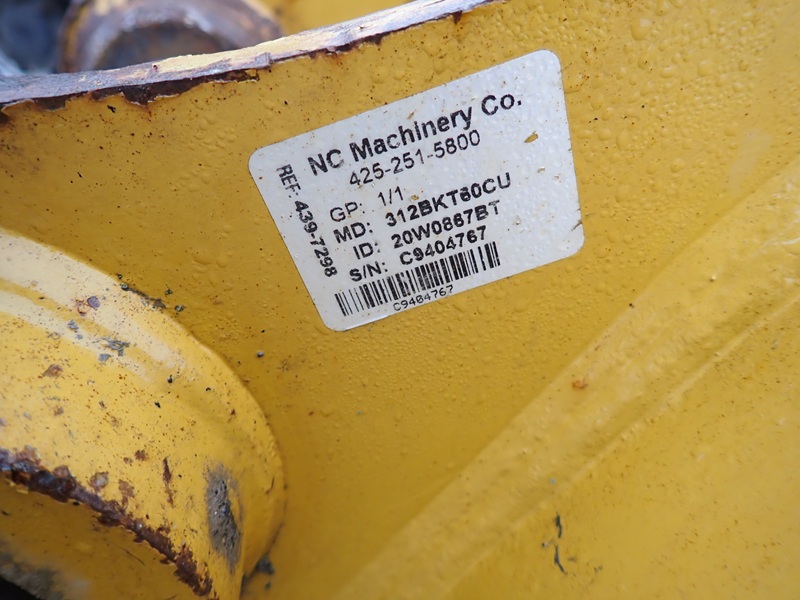 NC Machinery Co.
425-251-5800
REF: 439-7298
GP: 1/1
MD: 312BKT60CU
ID: 20W0867BT
S/N: C9404767
C9404767